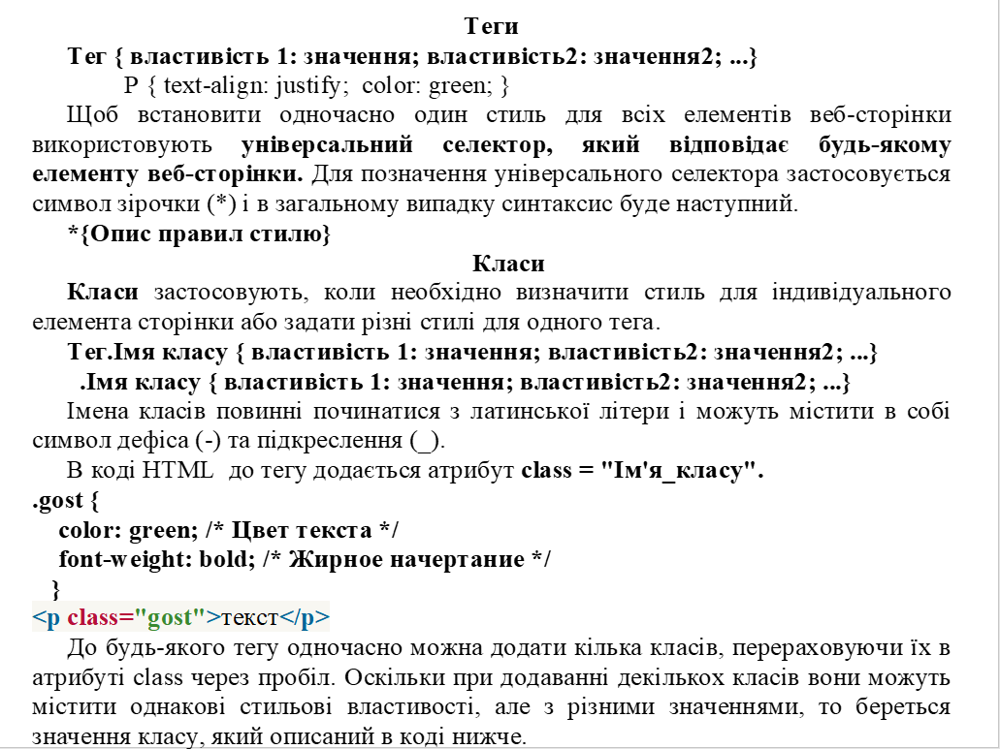 Теги
Тег { властивість 1: значення; властивість2: значення2; ...}
P { text-align: justify; color: green; }
Щоб встановити одночасно один стиль для всіх елементів веб-сторінки
використовують універсальний селектор, який відповідає будь-якому
елементу веб-сторінки. Для позначення універсального селектора застосовується
символ зірочки (*) і в загальному випадку синтаксис буде наступний.
*{Опис правил стилю}
Класи
Класи застосовують, коли необхідно визначити стиль для індивідуального
елемента сторінки або задати різні стилі для одного тега.
Тег.Імя класу { властивість 1: значення; властивість2: значення2; ...}
.Імя класу { властивість 1: значення; властивість2: значення2; ...}
Імена класів повинні починатися з латинської літери і можуть містити в собі
символ дефіса (-) та підкреслення (_).
В коді HTML до тегу додається атрибут class = "Ім'я_класу".
.gost {
color: green; /* Цвет текста */
font-weight: bold; /* Жирное начертание */
}
<p class="gost">текст</p>
До будь-якого тегу одночасно можна додати кілька класів, перераховуючи їх в
атрибуті class через пробіл. Оскільки при додаванні декількох класів вони можуть
містити однакові стильові властивості, але з різними значеннями, то береться
значення класу, який описаний в коді нижче.